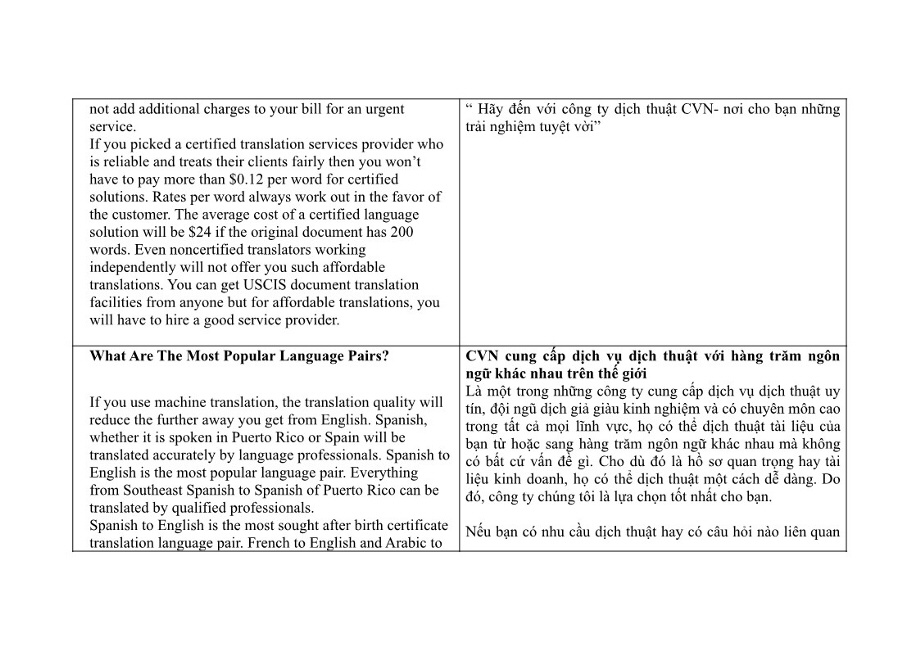 not add additional charges to your bill for an urgent
service.
If you picked a certified translation services provider who
is reliable and treats their clients fairly then you won't
have to pay more than $0.12 per word for certified
solutions. Rates per word always work out in the favor of
the customer. The average cost of a certified language
solution will be $24 if the original document has 200
words. Even noncertified translators working
independently will not offer you such affordable
translations. You can get USCIS document translation
facilities from anyone but for affordable translations, you
will have to hire a good service provider.
“ Hãy đến với công ty dịch thuật CVN- nơi cho bạn những
trải nghiệm tuyệt vời”
What Are The Most Popular Language Pairs?
If you use machine translation, the translation quality will
reduce the further away you get from English. Spanish,
whether it is spoken in Puerto Rico or Spain will be
translated accurately by language professionals. Spanish to
English is the most popular language pair. Everything
from Southeast Spanish to Spanish of Puerto Rico can be
translated by qualified professionals.
Spanish to English is the most sought after birth certificate
translation language pair. French to English and Arabic to
CVN cung cấp dịch vụ dịch thuật với hàng trăm ngôn
ngữ khác nhau trên thế giới
Là một trong những công ty cung cấp dịch vụ dịch thuật uy
tín, đội ngũ dịch giả giàu kinh nghiệm và có chuyên môn cao
trong tất cả mọi lĩnh vực, họ có thể dịch thuật tài liệu của
bạn từ hoặc sang hàng trăm ngôn ngữ khác nhau mà không
có bất cứ vấn đề gì. Cho dù đó là hồ sơ quan trọng hay tài
liệu kinh doanh, họ có thể dịch thuật một cách dễ dàng. Do
đó, công ty chúng tôi là lựa chọn tốt nhất cho bạn.
Nếu bạn có nhu cầu dịch thuật hay có câu hỏi nào liên quan